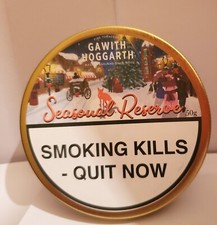 GAWITH
HOGGARTH
Seasonal Reserve
50g
SMOKING KILLS
- QUIT NOW